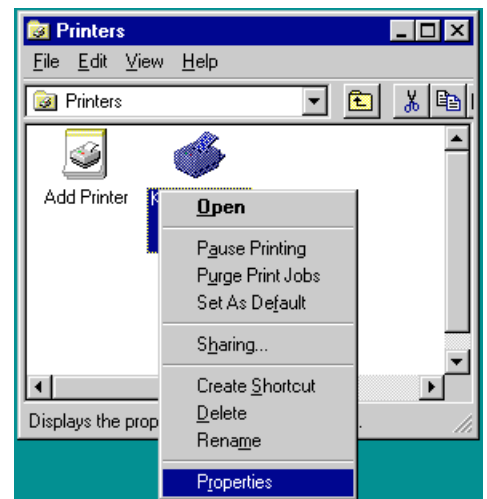 Printers
File Edit View Help
Printers
Add Printer K
Open
Pause Printing
Purge Print Jobs
Set As Default
Sharing...
Create Shortcut
Delete
Rename
Properties
Displays the prop